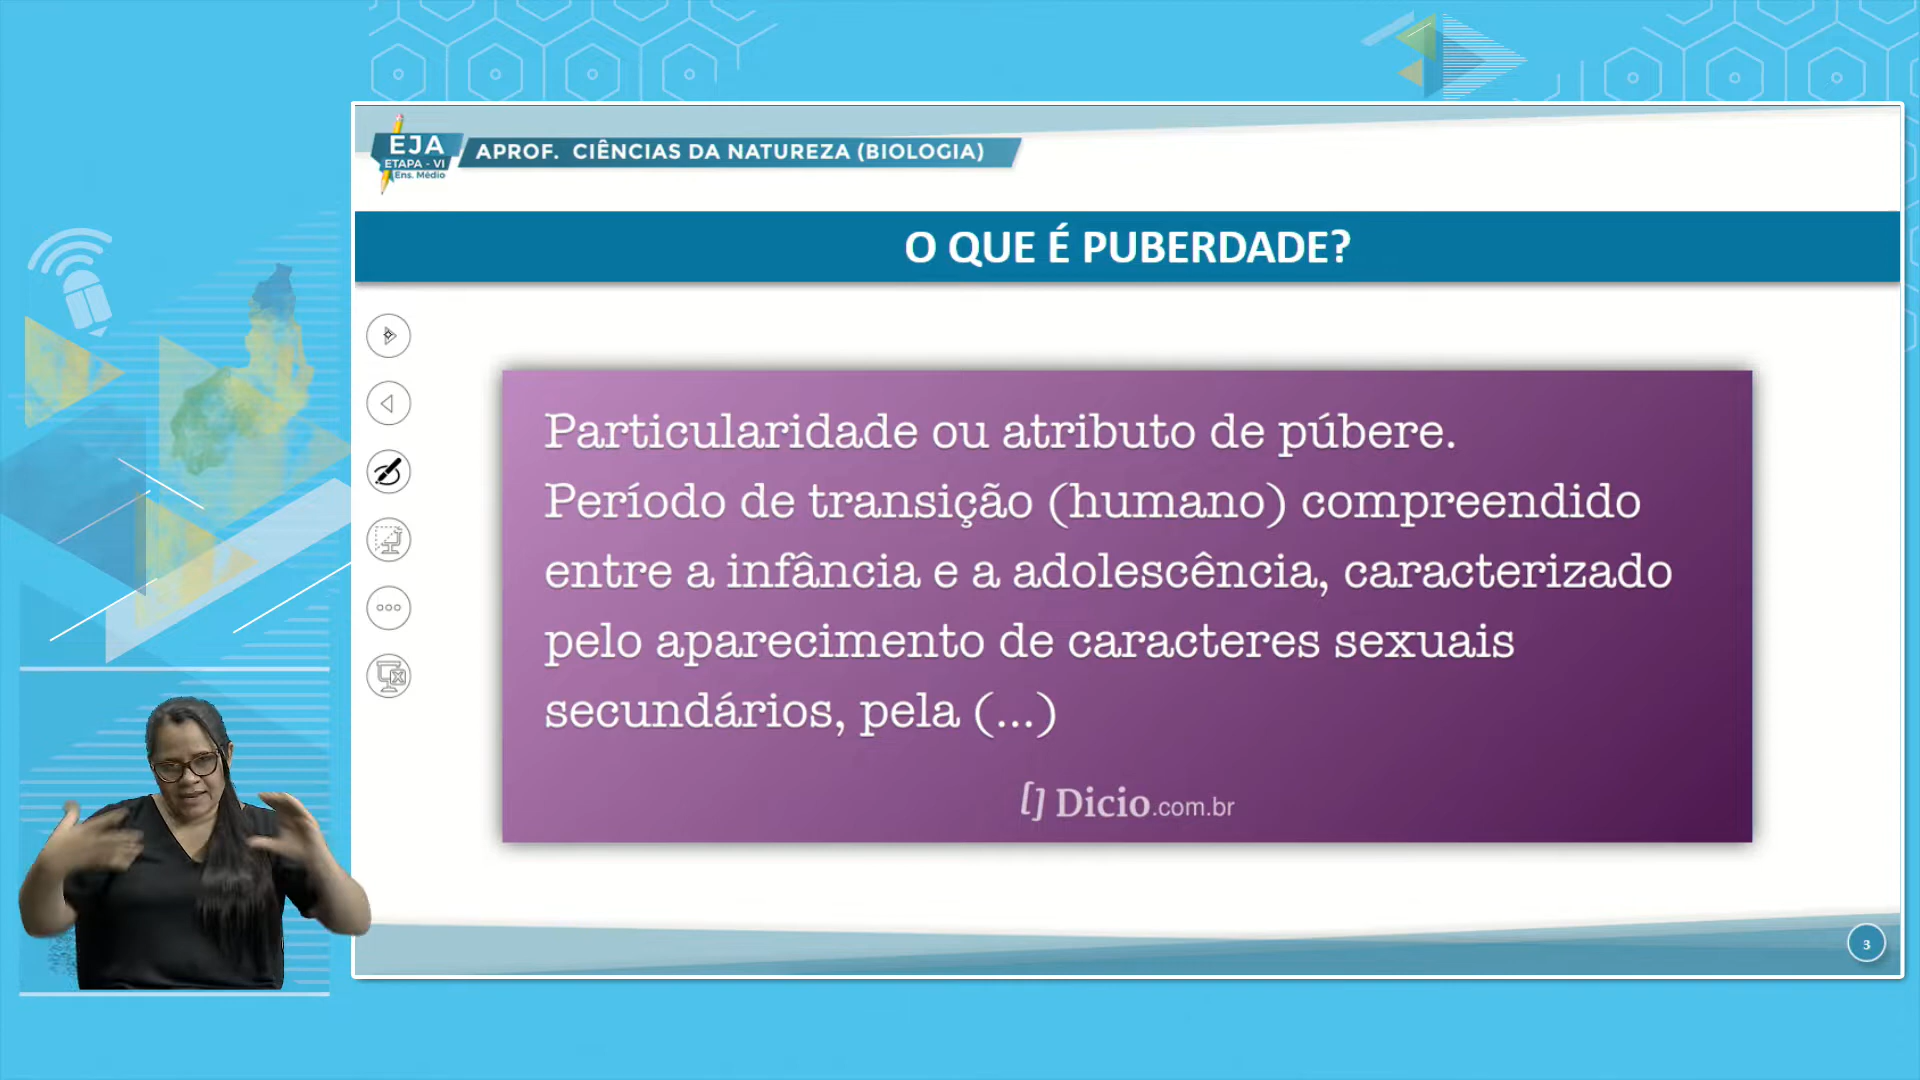 EJA
ETAPA - VI
Ens. Médio
APROF. CIÊNCIAS DA NATUREZA (BIOLOGIA)
O QUE É PUBERDADE?
Particularidade ou atributo de púbere.
Período de transição (humano) compreendido
entre a infância e a adolescência, caracterizado
pelo aparecimento de caracteres sexuais
secundários, pela (...)
Dicio.com.br
3